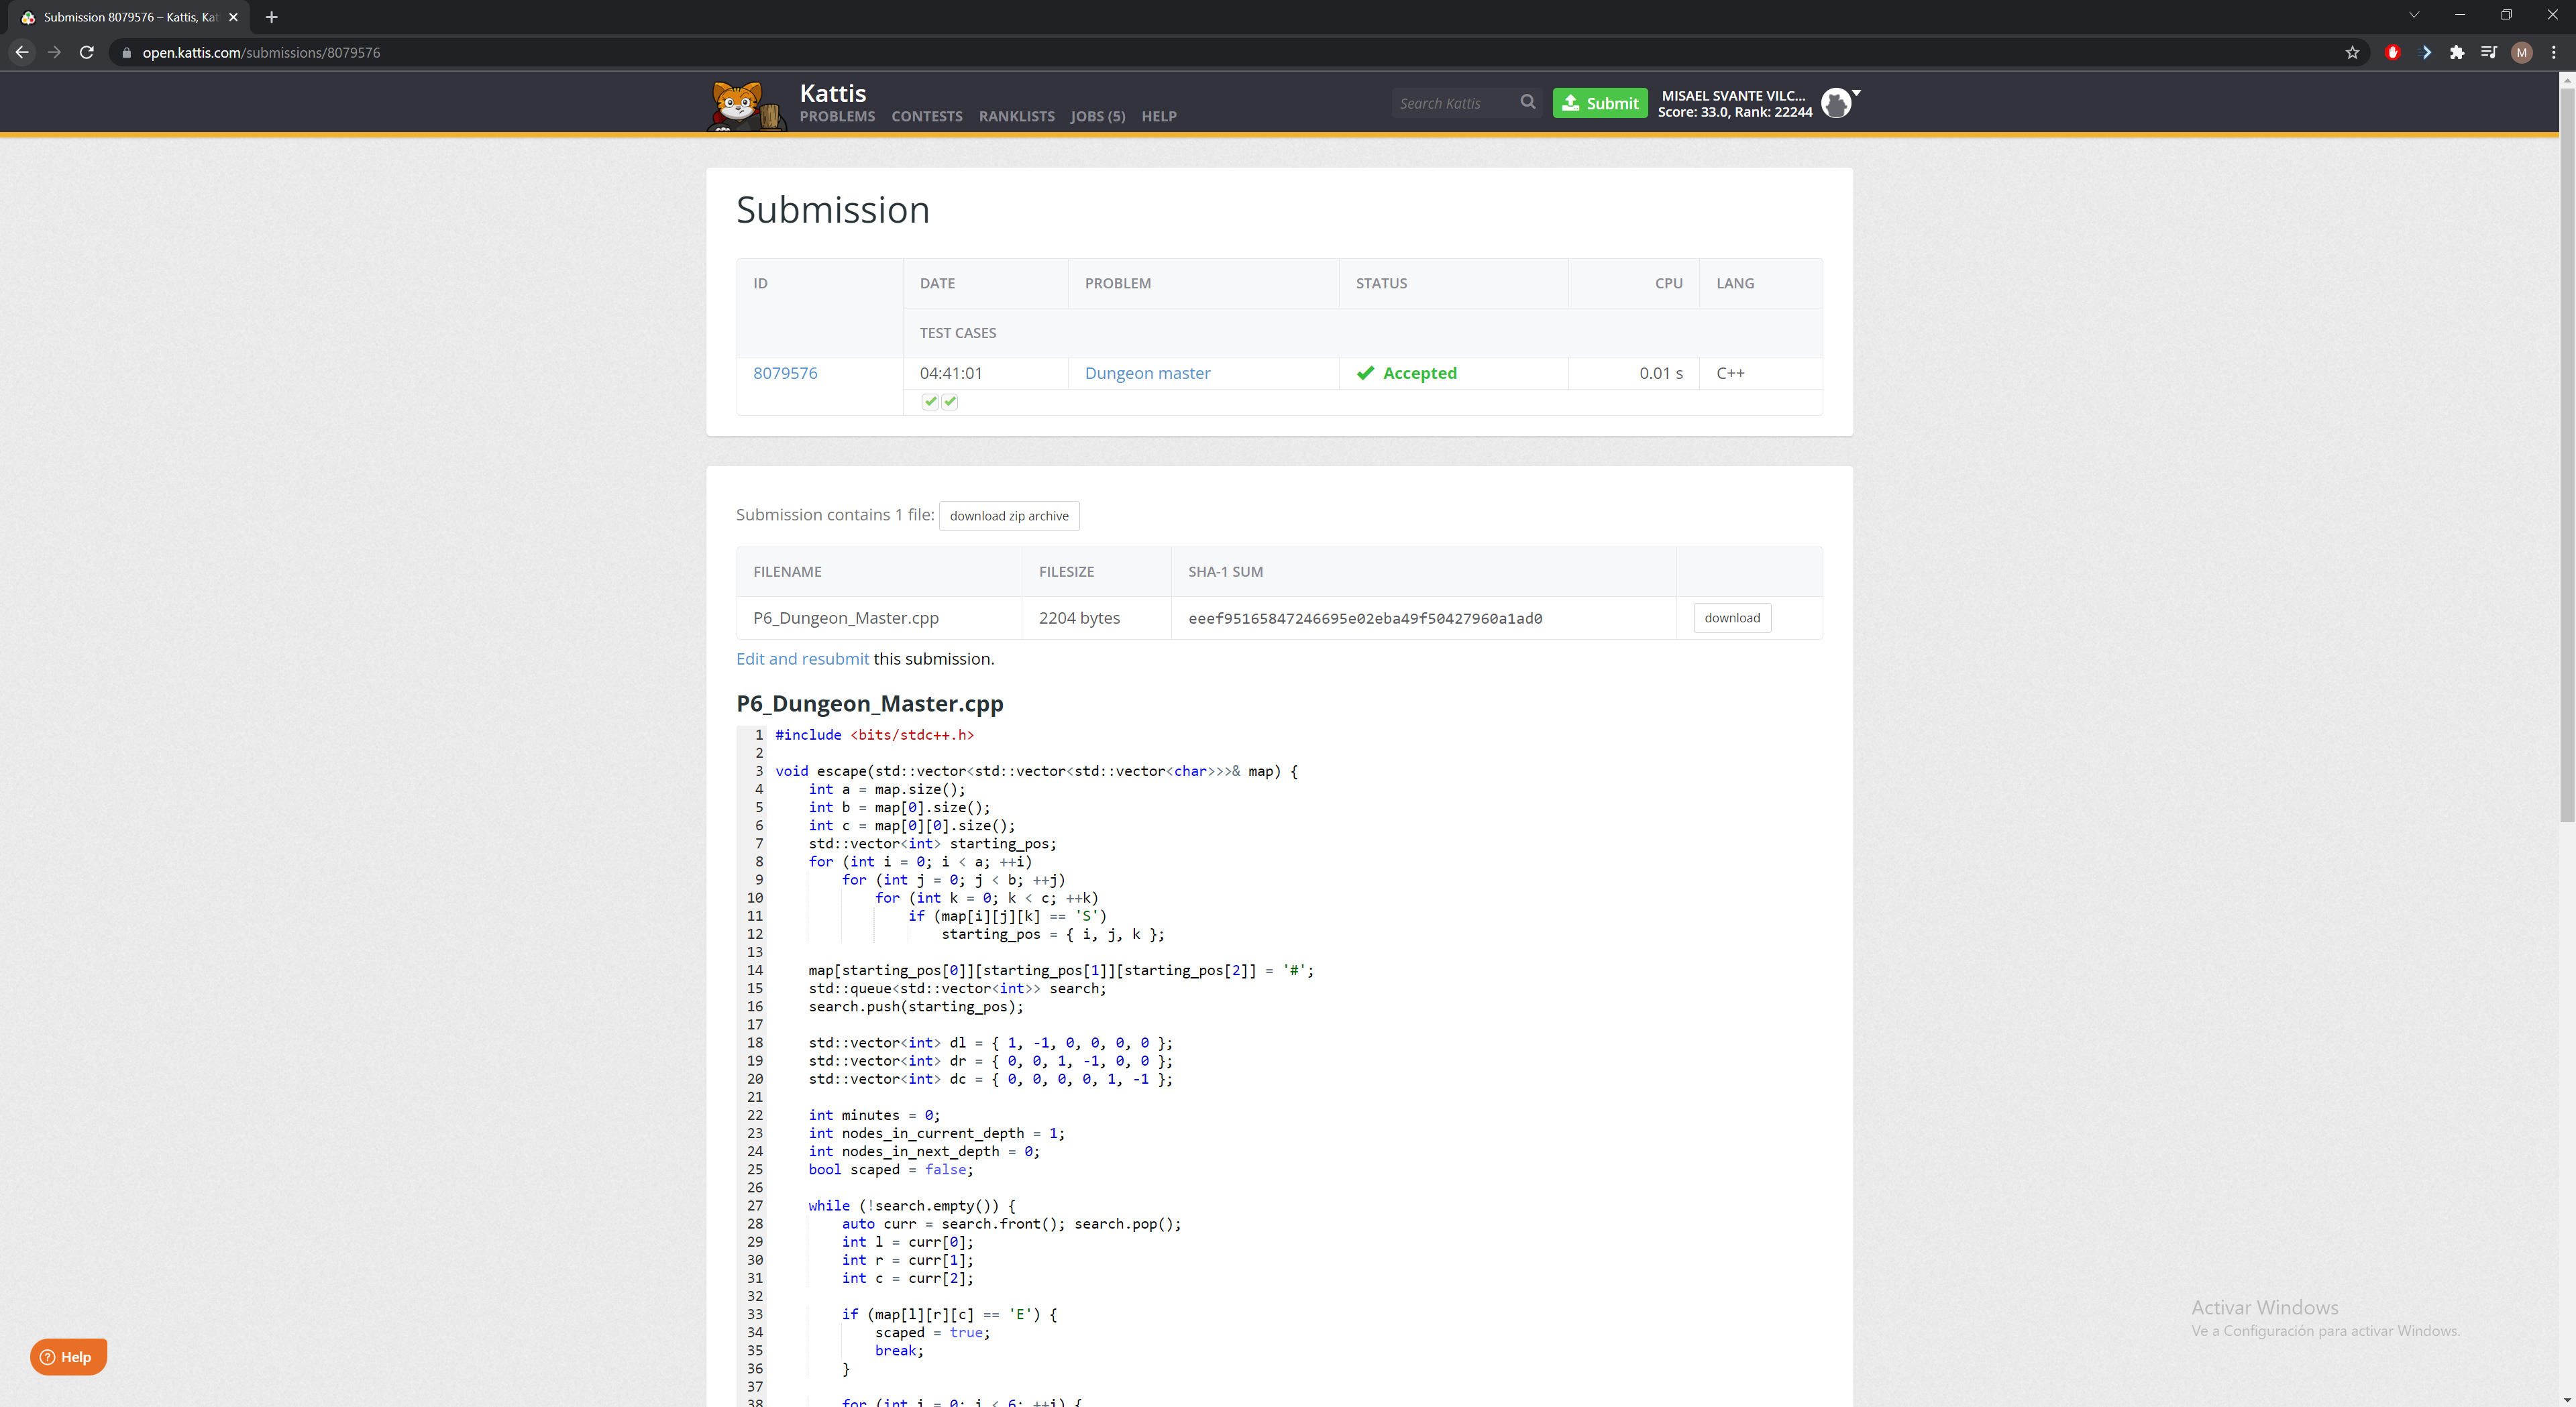 Submission 8079576 – Kattis, Kat
open.kattis.com/submissions/8079576
M
Kattis
PROBLEMS CONTESTS RANKLISTS JOBS (5) HELP
Search Kattis
Submit
MISAEL SVANTE VILC...
Score: 33.0, Rank: 22244
Submission
ID DATE PROBLEM STATUS CPU LANG
TEST CASES
8079576 04:41:01 Dungeon master Accepted 0.01 s C++
Submission contains 1 file: download zip archive
FILENAME FILESIZE SHA-1 SUM
P6_Dungeon_Master.cpp 2204 bytes eeef95165847246695e02eba49f50427960a1ad0 download
Edit and resubmit this submission.
P6_Dungeon_Master.cpp
1 #include <bits/stdc++.h>
2
3 void escape(std::vector<std::vector<std::vector<char>>>& map) {
4 int a = map.size();
5 int b = map[0].size();
6 int c = map[0][0].size();
7 std::vector<int> starting_pos;
8 for (int i = 0; i < a; ++i)
9 for (int j = 0; j < b; ++j)
10 for (int k = 0; k < c; ++k)
11 if (map[i][j][k] == 'S')
12 starting_pos = { i, j, k };
13
14 map[starting_pos[0]][starting_pos[1]][starting_pos[2]] = '#';
15 std::queue<std::vector<int>> search;
16 search.push(starting_pos);
17
18 std::vector<int> dl = { 1, -1, 0, 0, 0, 0 };
19 std::vector<int> dr = { 0, 0, 1, -1, 0, 0 };
20 std::vector<int> dc = { 0, 0, 0, 0, 1, -1 };
21
22 int minutes = 0;
23 int nodes_in_current_depth = 1;
24 int nodes_in_next_depth = 0;
25 bool scaped = false;
26
27 while (!search.empty()) {
28 auto curr = search.front(); search.pop();
29 int l = curr[0];
30 int r = curr[1];
31 int c = curr[2];
32
33 if (map[l][r][c] == 'E') {
34 scaped = true;
35 break;
36 }
37
38 for (int i = 0; i < 6; ++i) {
Help
Activar Windows
Ve a Configuración para activar Windows.